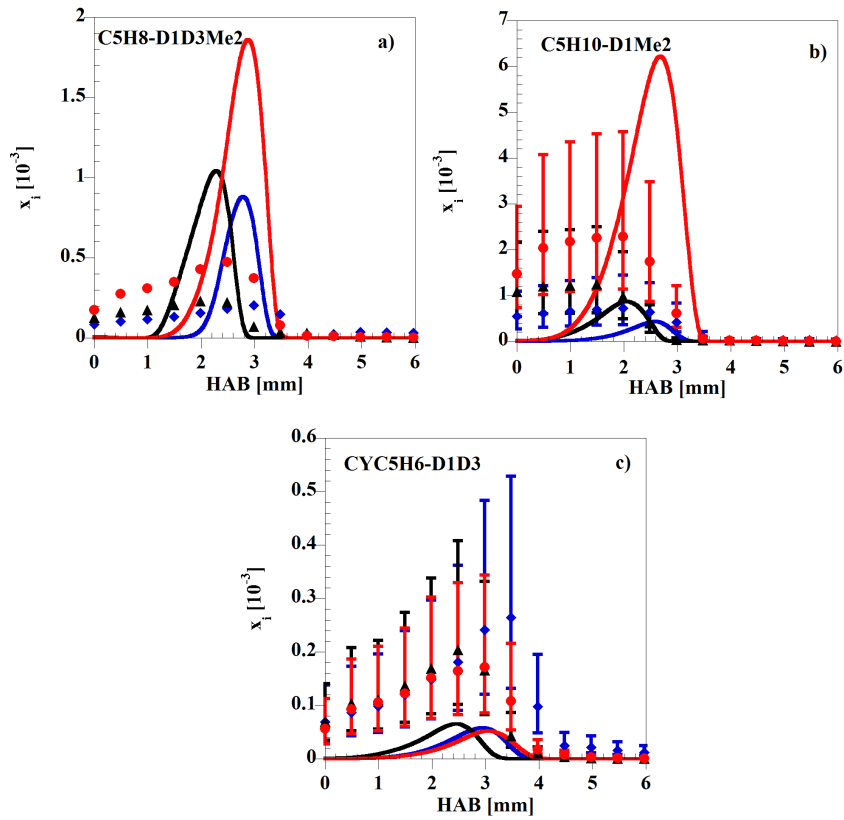 C5H8-D1D3Me2
a)
x_i [10^-3]
2
1.5
1
0.5
0
0 1 2 3 4 5 6
HAB [mm]
C5H10-D1Me2
b)
x_i [10^-3]
7
6
5
4
3
2
1
0
0 1 2 3 4 5 6
HAB [mm]
CYC5H6-D1D3
c)
x_i [10^-3]
0.6
0.5
0.4
0.3
0.2
0.1
0
0 1 2 3 4 5 6
HAB [mm]